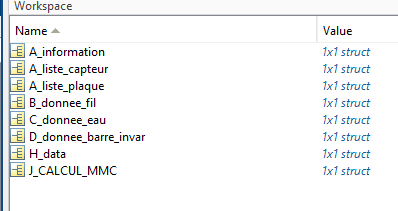 Workspace
Name Value
A_information 1x1 struct
A_liste_capteur 1x1 struct
A_liste_plaque 1x1 struct
B_donnee_fil 1x1 struct
C_donnee_eau 1x1 struct
D_donnee_barre_invar 1x1 struct
H_data 1x1 struct
J_CALCUL_MMC 1x1 struct